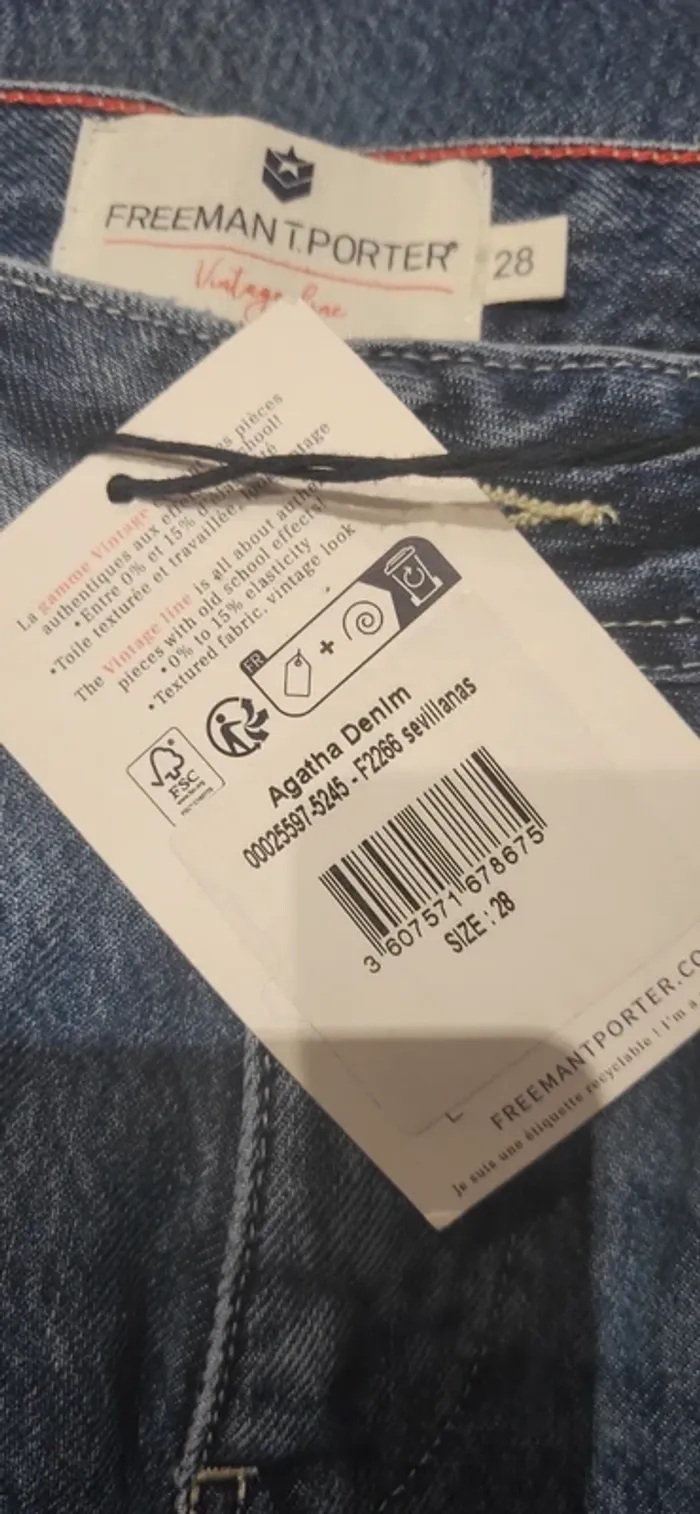 FREEMAN T.PORTER®
Vintage line
28
pièces
La gamme Vintage
authentiques aux
•Entre 0% et 15%
•Toile texturée et travaillée,
The Vintage line is all about
pieces with old school effects!
•0% to 15% elasticity
•Textured fabric, vintage look
FR
FSC
Agatha Denim
00025597-5245 - F2266 sevillanas
3 607571 678675
SIZE : 28
FREEMANTPORTER.CO
Je suis une étiquette recyclable ! I'm a